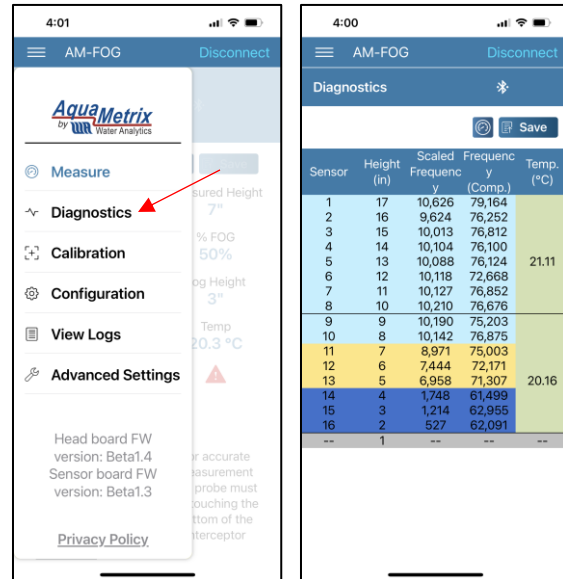 4:01
AM-FOG Disconnect
AquaMetrix
by WAI Water Analytics
Measure
Diagnostics
Calibration
Configuration
View Logs
Advanced Settings
Head board FW
version: Beta1.4
Sensor board FW
version: Beta1.3
Privacy Policy
sured Height
7"
% FOG
50%
og Height
3"
Temp
20.3 °C
or accurate
easurement
probe must
ouching the
ttom of the
nterceptor
4:00
AM-FOG Disconnect
Diagnostics
Save
Sensor Height (in) Scaled Frequency Frequency (Comp.) Temp. (°C)
1 17 10,626 79,164
2 16 9,624 76,252
3 15 10,013 76,812
4 14 10,104 76,100
5 13 10,088 76,124 21.11
6 12 10,118 72,668
7 11 10,127 76,852
8 10 10,210 76,676
9 9 10,190 75,203
10 8 10,142 76,875
11 7 8,971 75,003
12 6 7,444 72,171
13 5 6,958 71,307 20.16
14 4 1,748 61,499
15 3 1,214 62,955
16 2 527 62,091
-- 1 -- -- --